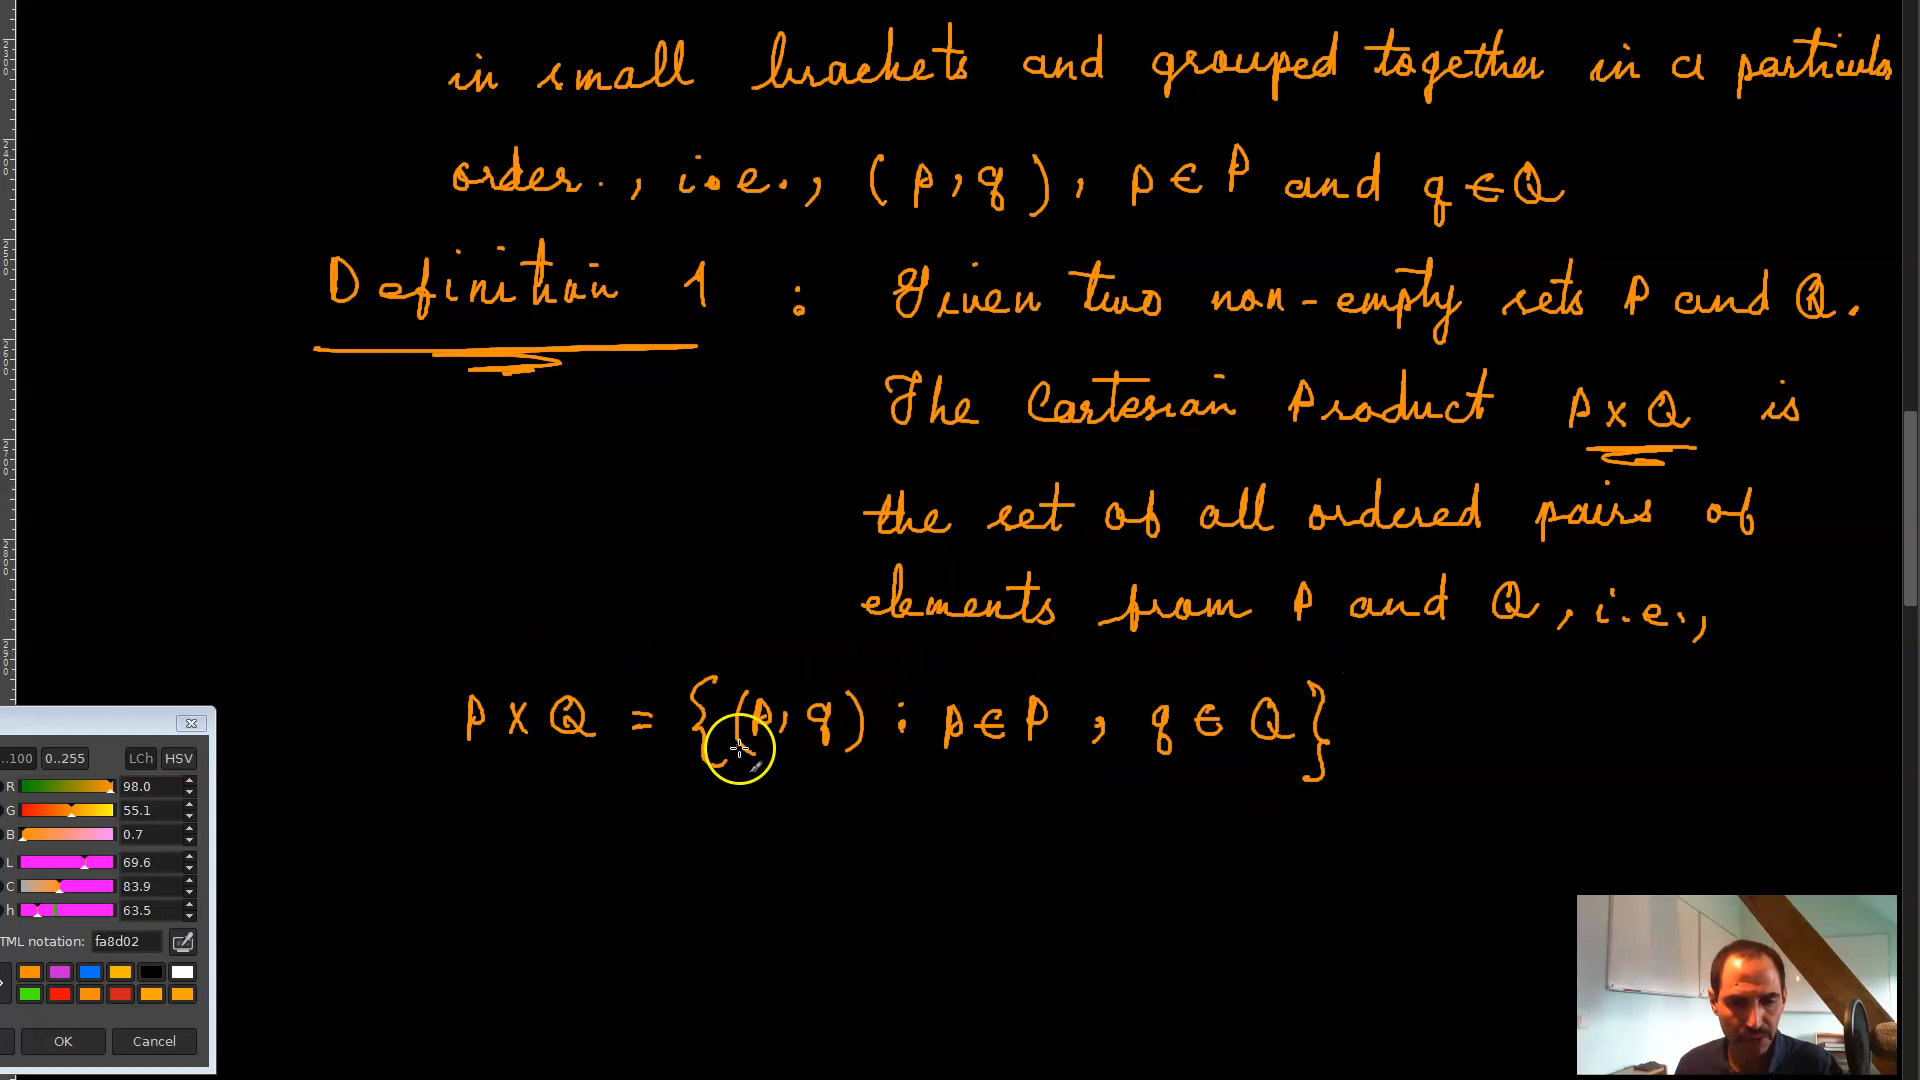 in small brackets and grouped together in a particular
order., i.e., (p,q), p∈P and q∈Q
Definition 1 : Given two non-empty sets P and Q.
The Cartesian Product P×Q is
the set of all ordered pairs of
elements from P and Q, i.e.,
P X Q = {(p,q) : p∈P , q∈Q}
..100 0..255 LCh HSV
R 98.0
G 55.1
B 0.7
L 69.6
C 83.9
h 63.5
TML notation: fa8d02
OK Cancel